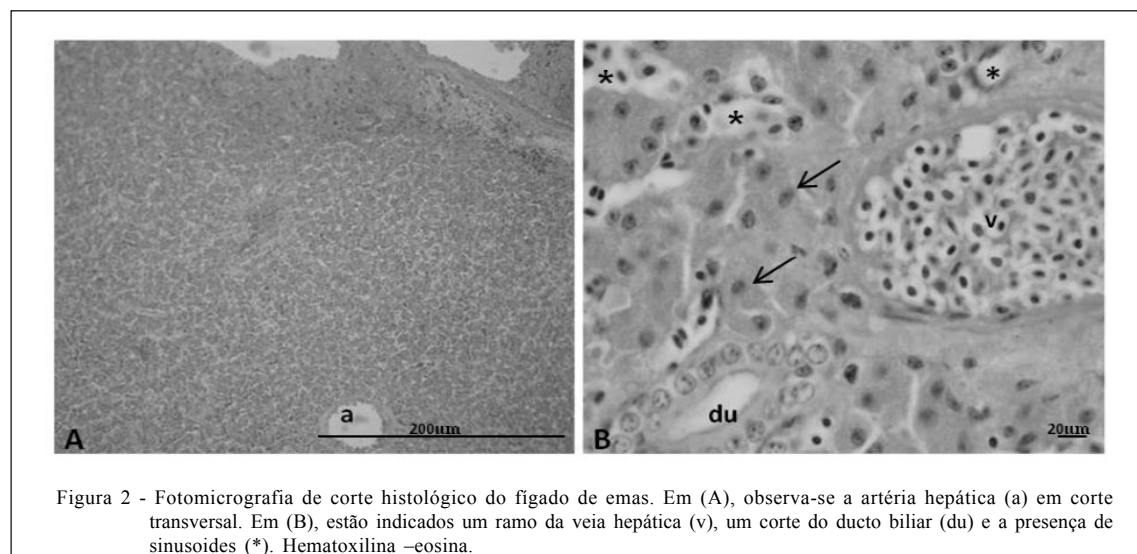 * * *
v
a
A 200µm
du
B 20µm
Figura 2 - Fotomicrografia de corte histológico do fígado de emas. Em (A), observa-se a artéria hepática (a) em corte
transversal. Em (B), estão indicados um ramo da veia hepática (v), um corte do ducto biliar (du) e a presença de
sinusoides (*). Hematoxilina –eosina.